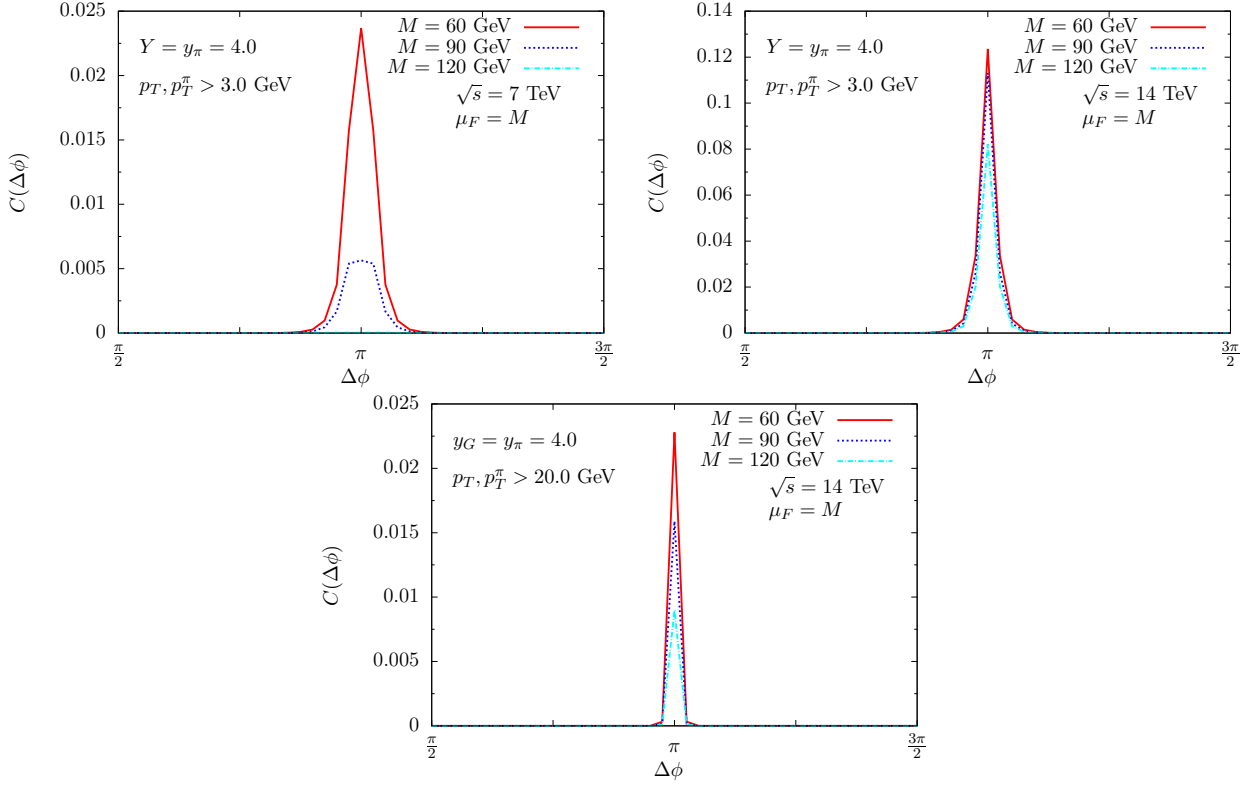 0.025
0.02
0.015
0.01
0.005
0
C(Δϕ)
Y = y_π = 4.0
p_T, p_T^π > 3.0 GeV
M = 60 GeV
M = 90 GeV
M = 120 GeV
√s = 7 TeV
μ_F = M
π/2
π
3π/2
Δϕ
0.14
0.12
0.1
0.08
0.06
0.04
0.02
0
C(Δϕ)
Y = y_π = 4.0
p_T, p_T^π > 3.0 GeV
M = 60 GeV
M = 90 GeV
M = 120 GeV
√s = 14 TeV
μ_F = M
π/2
π
3π/2
Δϕ
0.025
0.02
0.015
0.01
0.005
0
C(Δϕ)
y_G = y_π = 4.0
p_T, p_T^π > 20.0 GeV
M = 60 GeV
M = 90 GeV
M = 120 GeV
√s = 14 TeV
μ_F = M
π/2
π
3π/2
Δϕ